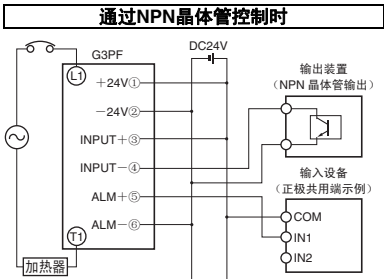 通过NPN晶体管控制时
DC24V
G3PF
L1
+24V①
-24V②
INPUT+③
INPUT-④
ALM+⑤
ALM-⑥
T1
加热器
输出装置
(NPN 晶体管输出)
输入设备
(正极共用端示例)
COM
IN1
IN2